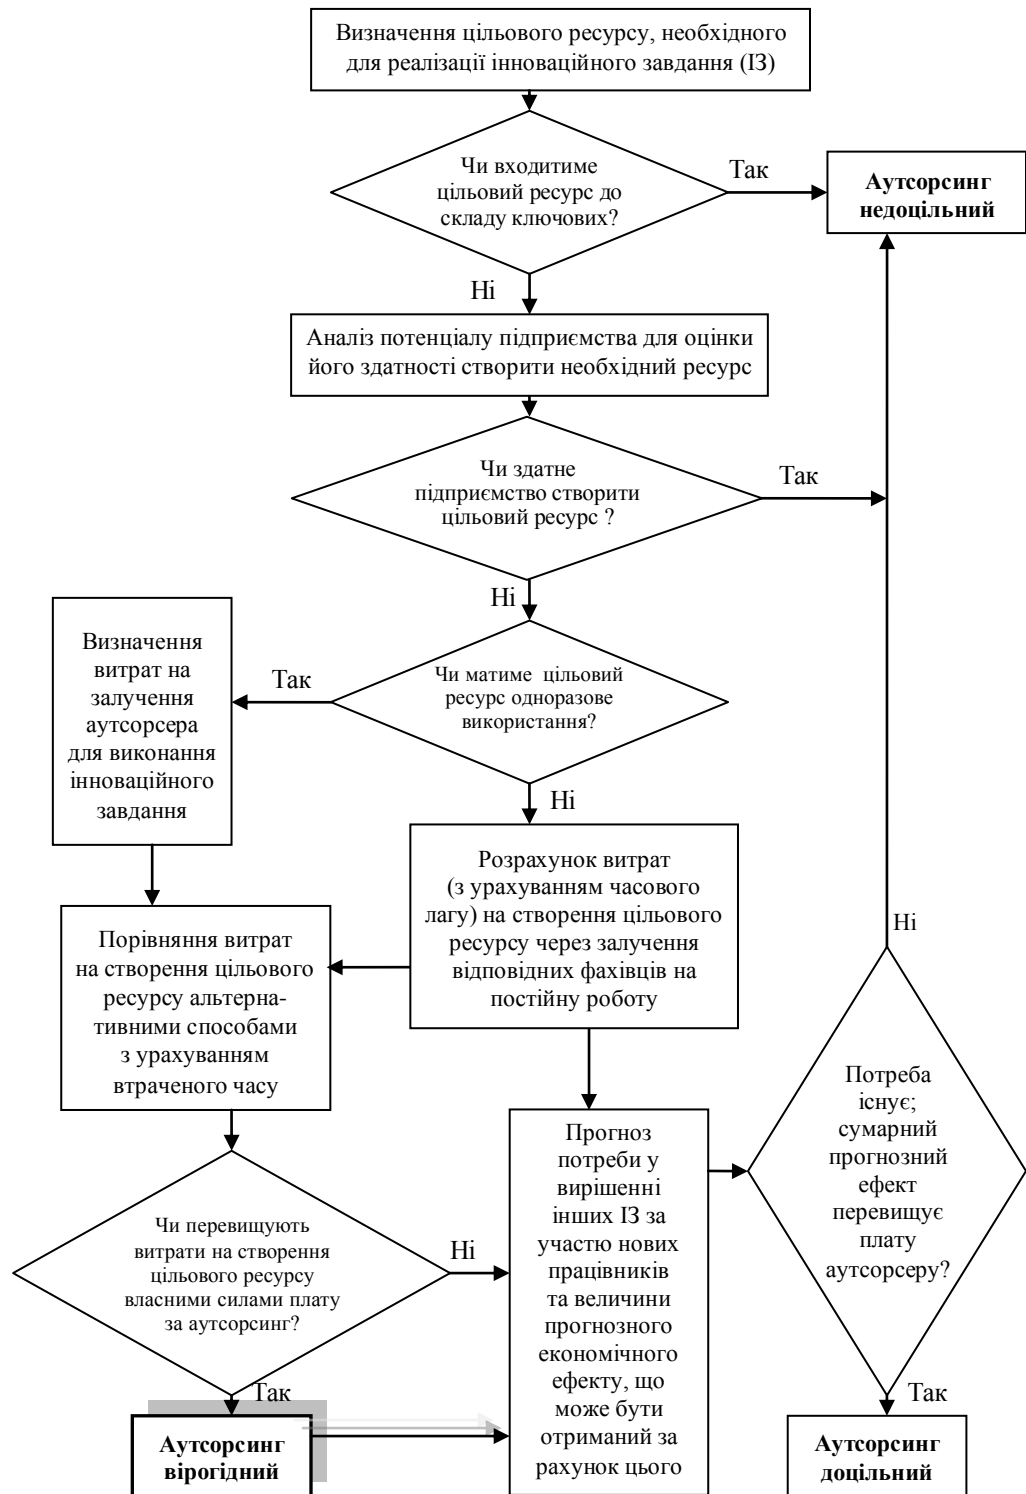 Визначення цільового ресурсу, необхідного
для реалізації інноваційного завдання (ІЗ)
Чи входитиме
цільовий ресурс до
складу ключових?
Так
Аутсорсинг
недоцільний
Ні
Аналіз потенціалу підприємства для оцінки
його здатності створити необхідний ресурс
Чи здатне
підприємство створити
цільовий ресурс ?
Так
Ні
Чи матиме цільовий
ресурс одноразове
використання?
Так
Визначення
витрат на
залучення
аутсорсера
для виконання
інноваційного
завдання
Ні
Розрахунок витрат
(з урахуванням часового
лагу) на створення цільового
ресурсу через залучення
відповідних фахівців на
постійну роботу
Порівняння витрат
на створення цільового
ресурсу альтерна-
тивними способами
з урахуванням
втраченого часу
Ні
Потреба
існує;
сумарний
прогнозний
ефект
перевищує
плату
аутсорсеру?
Прогноз
потреби у
вирішенні
інших ІЗ за
участю нових
працівників
та величини
прогнозного
економічного
ефекту, що
може бути
отриманий за
рахунок цього
Чи перевищують
витрати на створення
цільового ресурсу
власними силами плату
за аутсорсинг?
Ні
Так
Аутсорсинг
вірогідний
Так
Аутсорсинг
доцільний